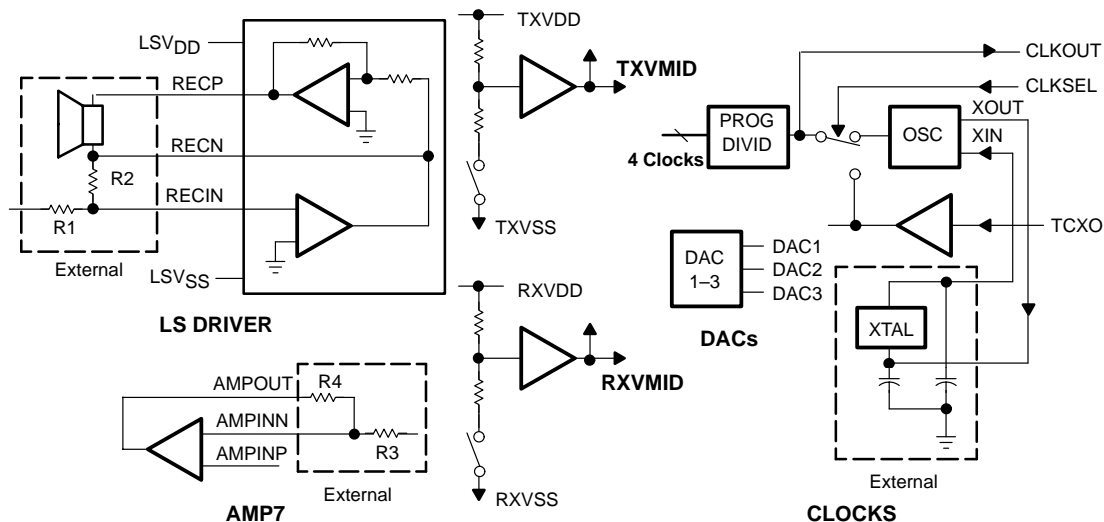 LSVDD
RECP
RECN
R2
RECIN
R1
External
LSVSS
LS DRIVER
TXVDD
TXVMID
TXVSS
CLKOUT
CLKSEL
XOUT
PROG
DIVID
OSC
XIN
4 Clocks
TCXO
DAC
1–3
DAC1
DAC2
DAC3
DACs
XTAL
External
CLOCKS
RXVDD
RXVMID
RXVSS
AMPOUT
R4
AMPINN
R3
AMPINP
External
AMP7